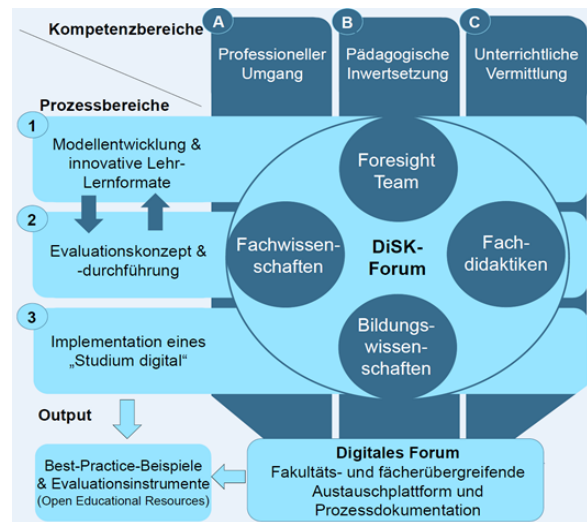 Kompetenzbereiche
A
B
C
Professioneller
Umgang
Pädagogische
Inwertsetzung
Unterrichtliche
Vermittlung
Prozessbereiche
1
Modellentwicklung &
innovative Lehr-
Lernformate
2
Evaluationskonzept &
-durchführung
3
Implementation eines
„Studium digital“
Foresight
Team
Fachwissen-
schaften
DiSK-
Forum
Fach-
didaktiken
Bildungs-
wissen-
schaften
Output
Best-Practice-Beispiele
& Evaluationsinstrumente
(Open Educational Resources)
Digitales Forum
Fakultäts- und fächerübergreifende
Austauschplattform und
Prozessdokumentation